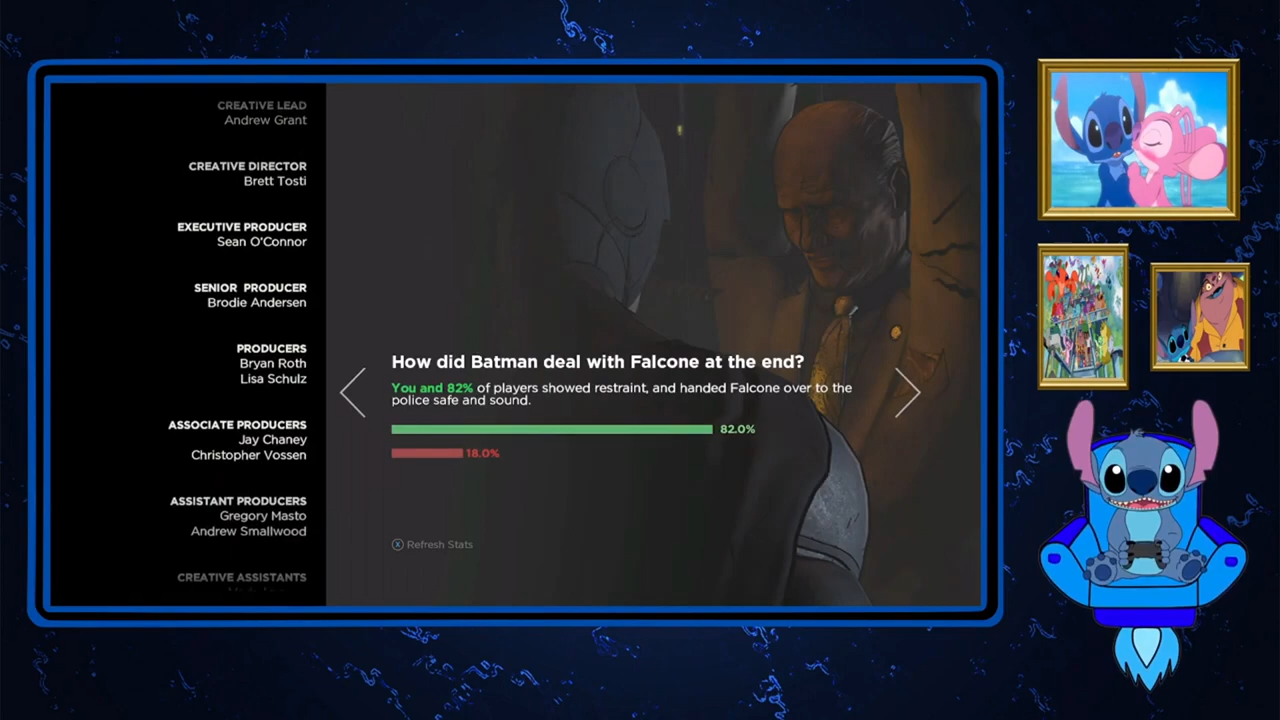 CREATIVE LEAD
Andrew Grant
CREATIVE DIRECTOR
Brett Tosti
EXECUTIVE PRODUCER
Sean O'Connor
SENIOR PRODUCER
Brodie Andersen
PRODUCERS
Bryan Roth
Lisa Schulz
ASSOCIATE PRODUCERS
Jay Chaney
Christopher Vossen
ASSISTANT PRODUCERS
Gregory Masto
Andrew Smallwood
CREATIVE ASSISTANTS
How did Batman deal with Falcone at the end?
You and 82% of players showed restraint, and handed Falcone over to the
police safe and sound.
82.0%
18.0%
X Refresh Stats